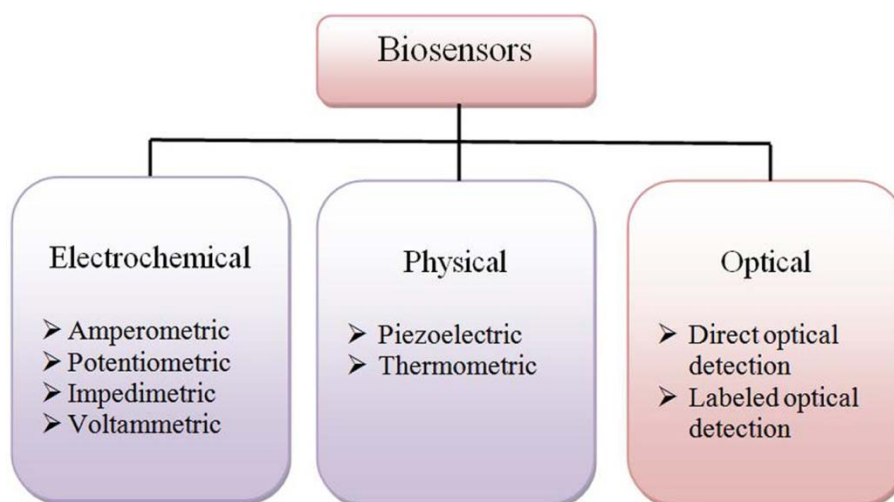 Biosensors
Electrochemical
➢ Amperometric
➢ Potentiometric
➢ Impedimetric
➢ Voltammetric
Physical
➢ Piezoelectric
➢ Thermometric
Optical
➢ Direct optical
detection
➢ Labeled optical
detection